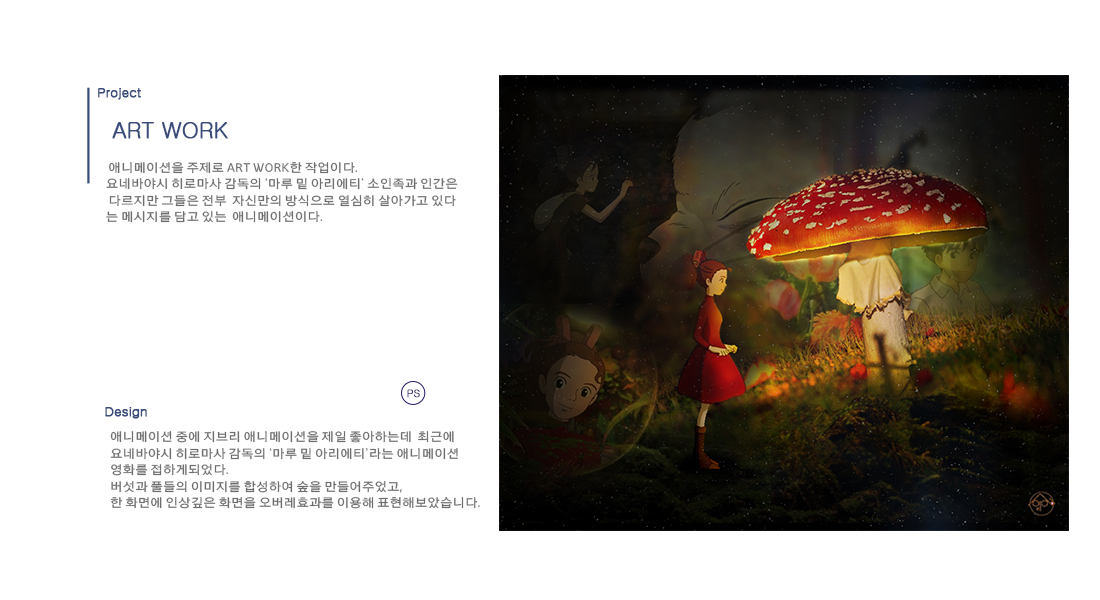 Project
ART WORK
애니메이션을 주제로 ART WORK한 작업이다.
요네바야시 히로마사 감독의 '마루 밑 아리에티' 소인족과 인간은
다르지만 그들은 전부 자신만의 방식으로 열심히 살아가고 있다
는 메시지를 담고 있는 애니메이션이다.
PS
Design
애니메이션 중에 지브리 애니메이션을 제일 좋아하는데 최근에
요네바야시 히로마사 감독의 '마루 밑 아리에티'라는 애니메이션
영화를 접하게되었다.
버섯과 풀들의 이미지를 합성하여 숲을 만들어주었고,
한 화면에 인상깊은 화면을 오버레효과를 이용해 표현해보았습니다.